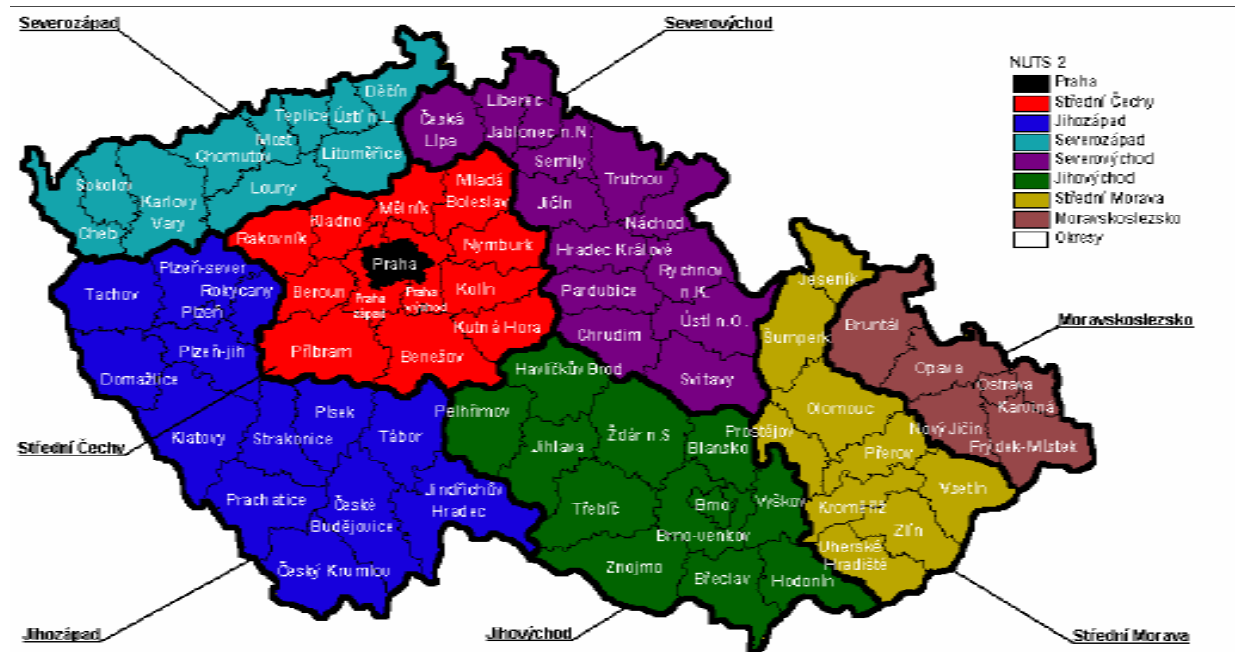 Severozápad
Severovýchod
NUTS 2
Praha
Střední Čechy
Jihozápad
Severozápad
Severovýchod
Jihovýchod
Střední Morava
Moravskoslezsko
Okresy
Děčín
Teplice
Ústí n.L.
Most
Chomutov
Litoměřice
Louny
Sokolov
Karlovy
Vary
Cheb
Česká
Lípa
Liberec
Jablonec n.N.
Semily
Trutnov
Jičín
Náchod
Hradec Králové
Rychnov
n.K.
Pardubice
Ústí n.O.
Chrudim
Svitavy
Mladá
Boleslav
Mělník
Kladno
Rakovník
Nymburk
Praha
Beroun
Praha
západ
Praha
východ
Kolín
Kutná Hora
Příbram
Benešov
Plzeň-sever
Tachov
Rokycany
Plzeň
Plzeň-jih
Domažlice
Klatovy
Písek
Strakonice
Tábor
Prachatice
České
Budějovice
Jindřichův
Hradec
Český Krumlov
Havlíčkův Brod
Pelhřimov
Jihlava
Žďár n.S
Blansko
Třebíč
Brno
Vyškov
Brno-venkov
Znojmo
Břeclav
Hodonín
Jeseník
Šumperk
Olomouc
Prostějov
Přerov
Kroměříž
Vsetín
Zlín
Uherské
Hradiště
Bruntál
Opava
Ostrava
Karviná
Nový Jičín
Frýdek-Místek
Moravskoslezsko
Střední Čechy
Jihozápad
Jihovýchod
Střední Morava